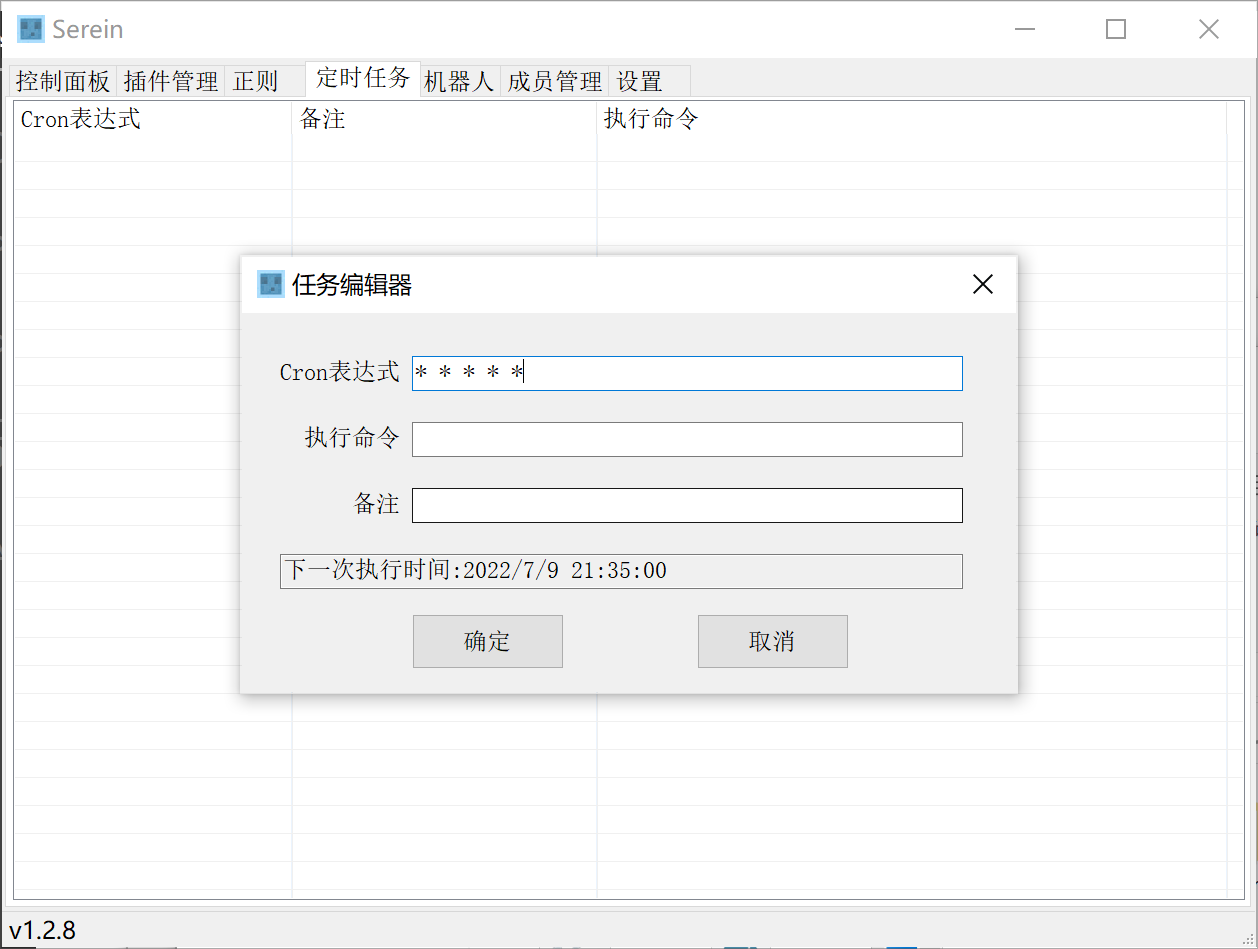 Serein
控制面板 插件管理 正则 定时任务 机器人 成员管理 设置
Cron表达式 备注 执行命令
任务编辑器
Cron表达式 * * * * *
执行命令
备注
下一次执行时间:2022/7/9 21:35:00
确定 取消
v1.2.8